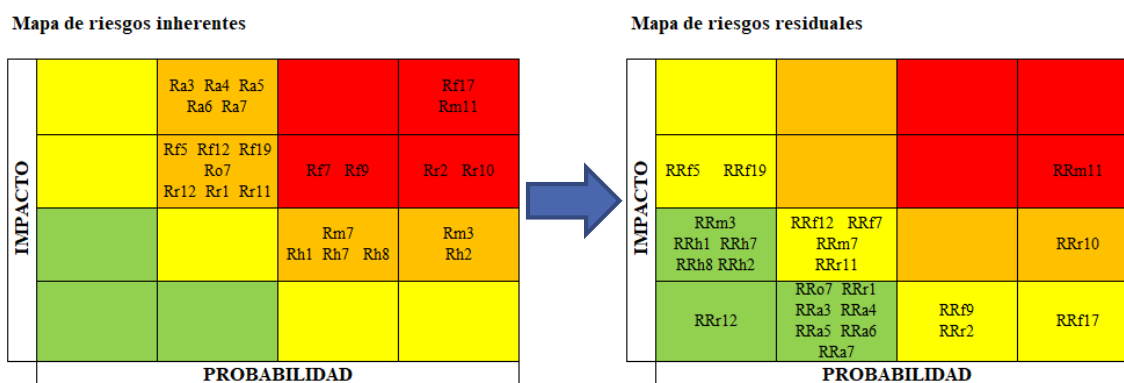 Mapa de riesgos inherentes
IMPACTO
Ra3 Ra4 Ra5
Ra6 Ra7
Rf17
Rm11
Rf5 Rf12 Rf19
Ro7
Rr12 Rr1 Rr11
Rf7 Rf9
Rr2 Rr10
Rm7
Rh1 Rh7 Rh8
Rm3
Rh2
PROBABILIDAD
Mapa de riesgos residuales
IMPACTO
RRf5 RRf19
RRm11
RRm3
RRh1 RRh7
RRh8 RRh2
RRf12 RRf7
RRm7
RRr11
RRr10
RRr12
RRo7 RRr1
RRa3 RRa4
RRa5 RRa6
RRa7
RRf9
RRr2
RRf17
PROBABILIDAD